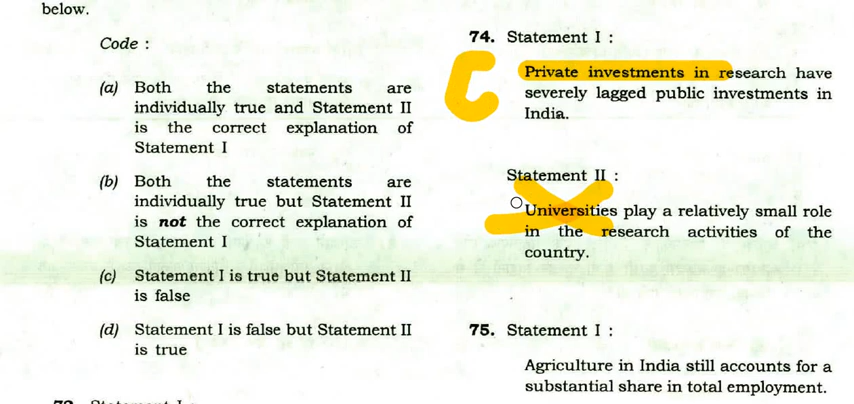 below.
Code :
(a) Both the statements are
individually true and Statement II
is the correct explanation of
Statement I
(b) Both the statements are
individually true but Statement II
is not the correct explanation of
Statement I
(c) Statement I is true but Statement II
is false
(d) Statement I is false but Statement II
is true
74. Statement I :
Private investments in research have
severely lagged public investments in
India.
Statement II :
Universities play a relatively small role
in the research activities of the
country.
75. Statement I :
Agriculture in India still accounts for a
substantial share in total employment.